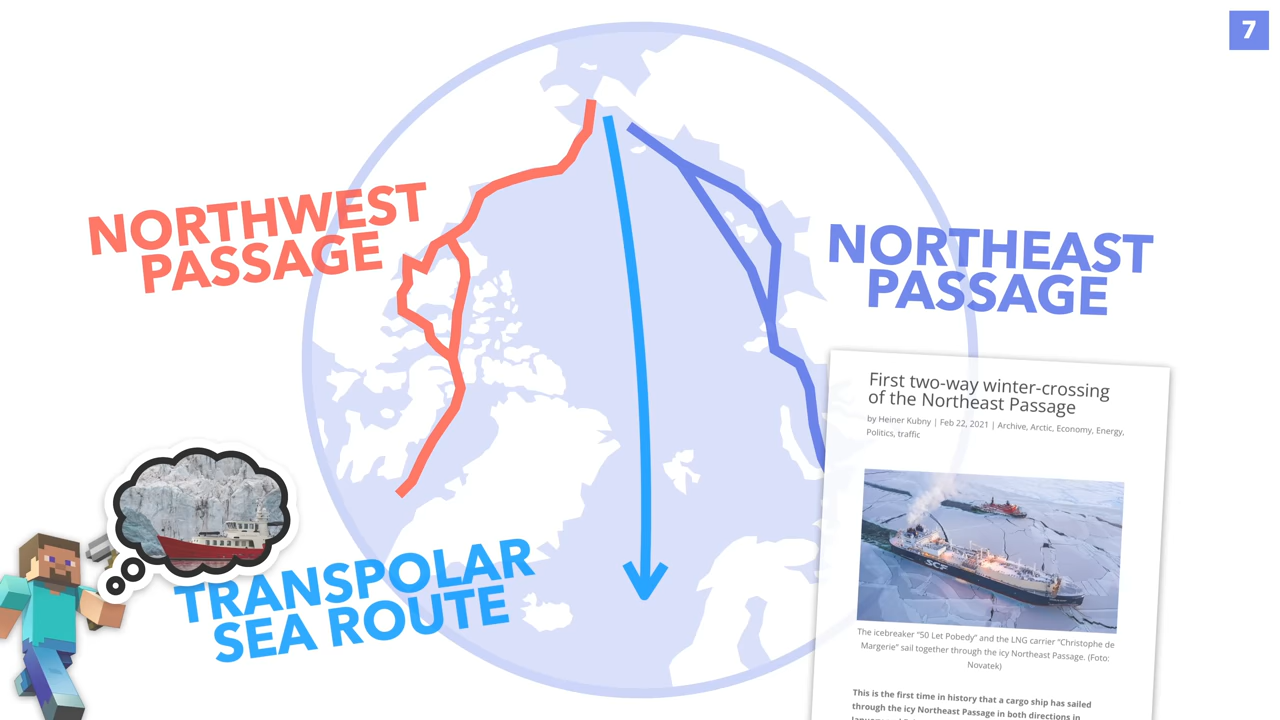 7
NORTHWEST
PASSAGE
NORTHEAST
PASSAGE
TRANSPOLAR
SEA ROUTE
First two-way winter-crossing
of the Northeast Passage
by Heiner Kubny | Feb 22, 2021 | Archive, Arctic, Economy, Energy,
Politics, traffic
SCF
The icebreaker "50 Let Pobedy" and the LNG carrier "Christophe de
Margerie" sail together through the icy Northeast Passage. (Foto:
Novatek)
This is the first time in history that a cargo ship has sailed
through the icy Northeast Passage in both directions in